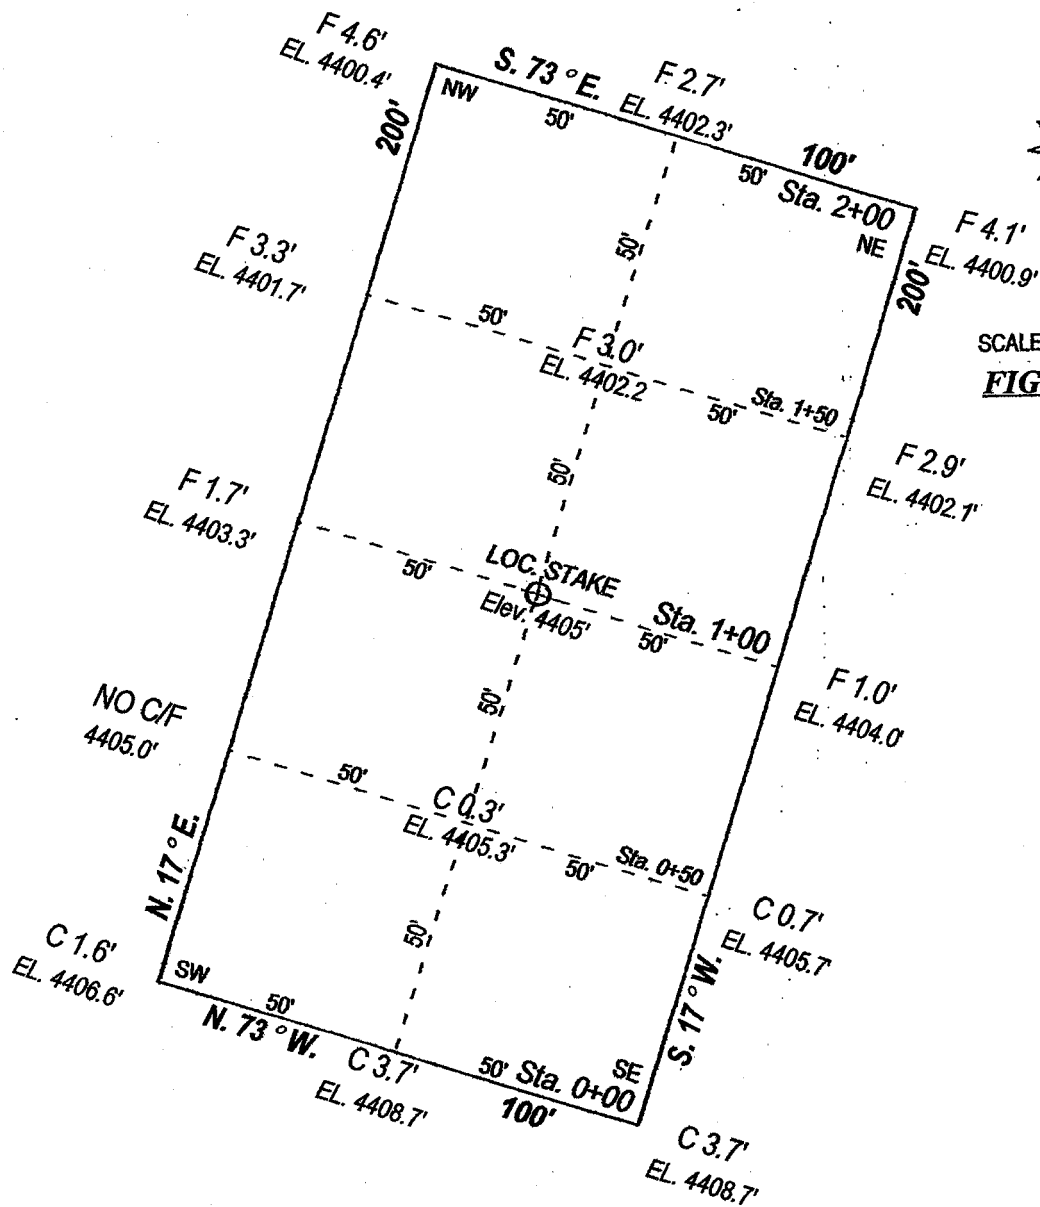 F 4.6'
EL. 4400.4'
S. 73 ° E.
F 2.7'
EL. 4402.3'
NW
50'
100'
50'
Sta. 2+00
NE
F 4.1'
EL. 4400.9'
200'
200'
F 3.3'
EL. 4401.7'
50'
50'
F 3.0'
EL. 4402.2
SCALE
FIG
Sta. 1+50
50'
F 2.9'
EL. 4402.1'
50'
F 1.7'
EL. 4403.3'
50'
LOC. STAKE
Elev. 4405'
Sta. 1+00
50'
F 1.0'
EL. 4404.0'
50'
NO C/F
4405.0'
50'
C 0.3'
EL. 4405.3'
Sta. 0+50
50'
C 0.7'
EL. 4405.7'
N. 17 ° E.
50'
C 1.6'
EL. 4406.6'
SW
50'
N. 73 ° W.
C 3.7'
EL. 4408.7'
50'
Sta. 0+00
SE
S. 17 ° W.
100'
C 3.7'
EL. 4408.7'